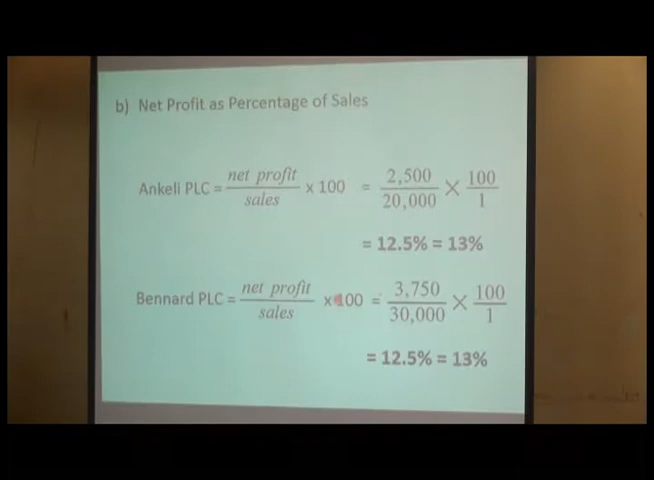 b) Net Profit as Percentage of Sales
Ankeli PLC = net profit / sales x 100 = 2,500 / 20,000 × 100 / 1
= 12.5% = 13%
Bennard PLC = net profit / sales x 100 = 3,750 / 30,000 × 100 / 1
= 12.5% = 13%